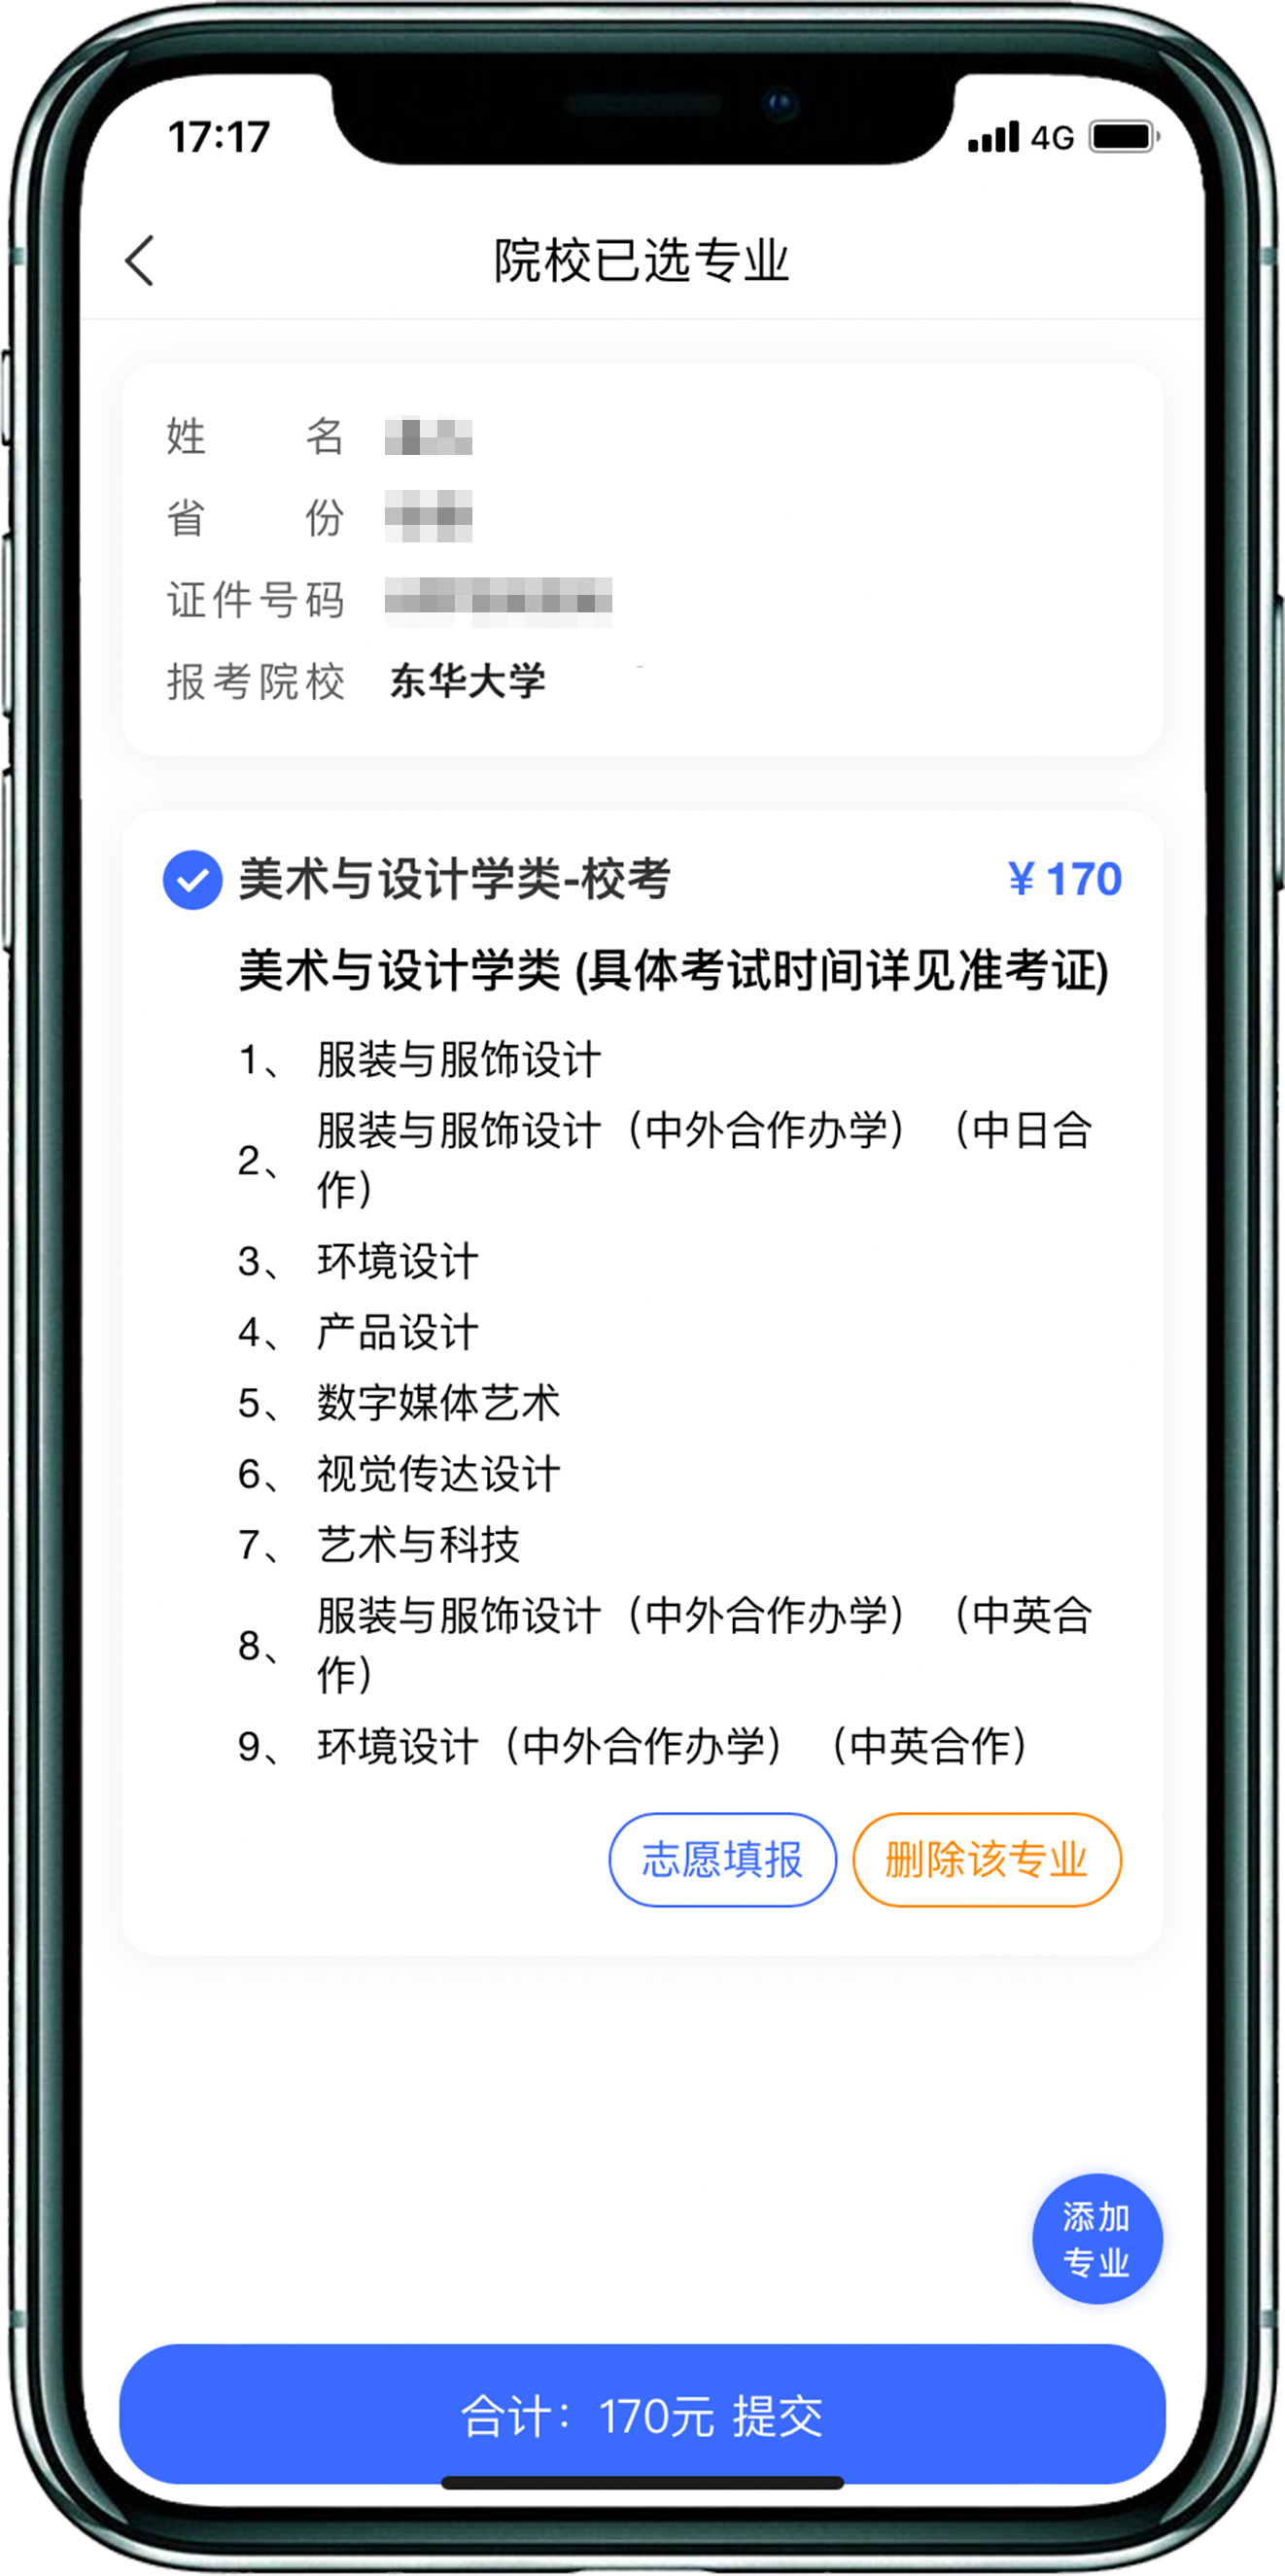 17:17
4G
院校已选专业
姓 名
省 份
证件号码
报考院校 东华大学
美术与设计学类-校考 ¥170
美术与设计学类 (具体考试时间详见准考证)
1、 服装与服饰设计
2、 服装与服饰设计（中外合作办学）（中日合
作）
3、 环境设计
4、 产品设计
5、 数字媒体艺术
6、 视觉传达设计
7、 艺术与科技
8、 服装与服饰设计（中外合作办学）（中英合
作）
9、 环境设计（中外合作办学）（中英合作）
志愿填报 删除该专业
添加
专业
合计：170元 提交